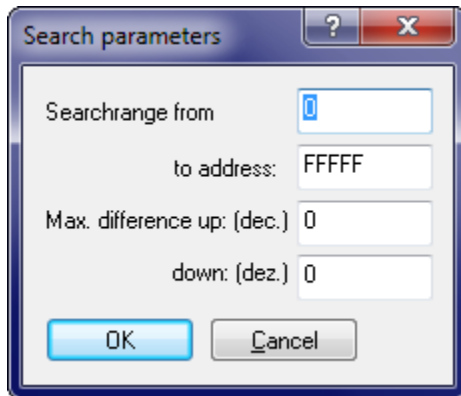 Search parameters ?
Searchrange from 0
to address: FFFFF
Max. difference up: (dec.) 0
down: (dez.) 0
OK Cancel